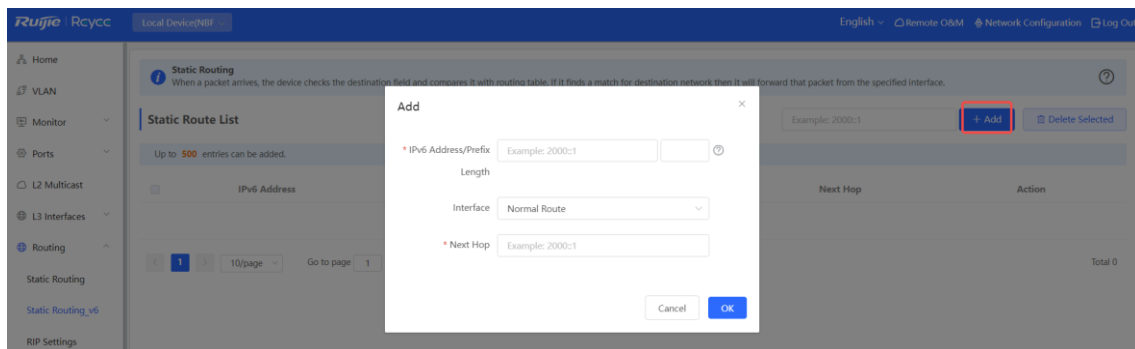 Ruijie Rcycc
Local Device(NBF
English
Remote O&M
Network Configuration
Log Out
Home
VLAN
Monitor
Ports
L2 Multicast
L3 Interfaces
Routing
Static Routing
Static Routing_v6
RIP Settings
Static Routing
When a packet arrives, the device checks the destination field and compares it with routing table. If it finds a match for destination network then it will forward that packet from the specified interface.
Static Route List
Example: 2000::1
+ Add
Delete Selected
Up to 500 entries can be added.
IPv6 Address
Next Hop
Action
< 1 >
10/page
Go to page 1
Total 0
Add
×
* IPv6 Address/Prefix
Length
Example: 2000::1
Interface
Normal Route
* Next Hop
Example: 2000::1
Cancel
OK